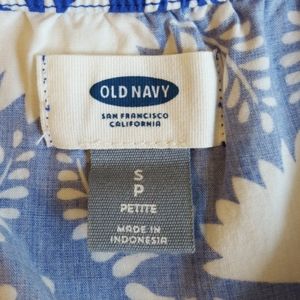 OLD NAVY
SAN FRANCISCO
CALIFORNIA
S
P
PETITE
MADE IN
INDONESIA